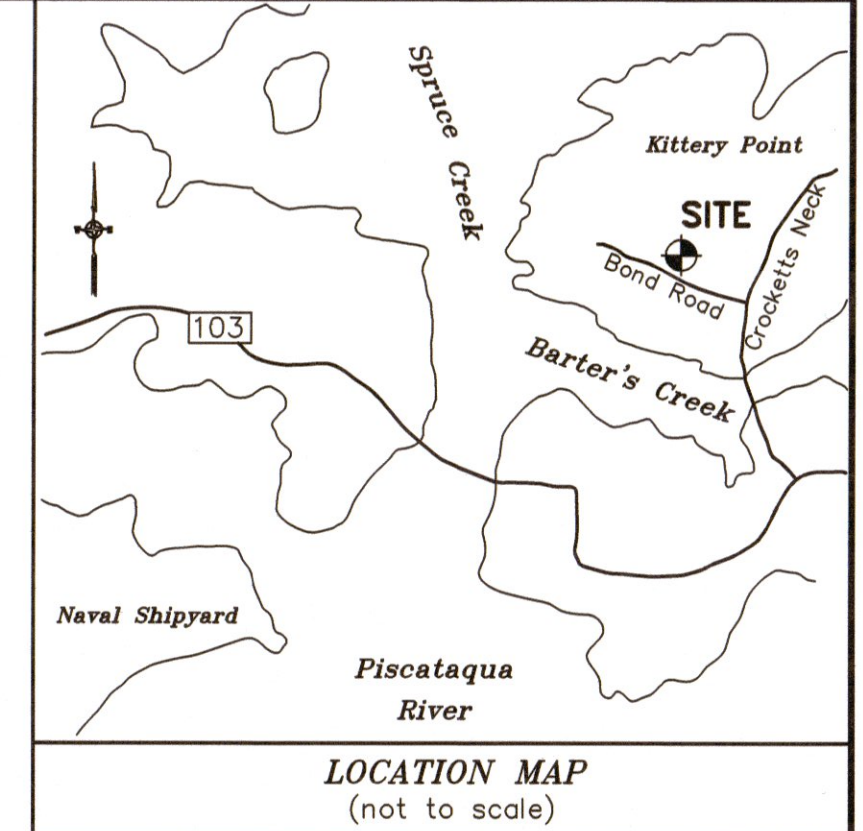 Spruce Creek
Kittery Point
SITE
Bond Road
Crocketts Neck
103
Barter's Creek
Naval Shipyard
Piscataqua
River
LOCATION MAP
(not to scale)